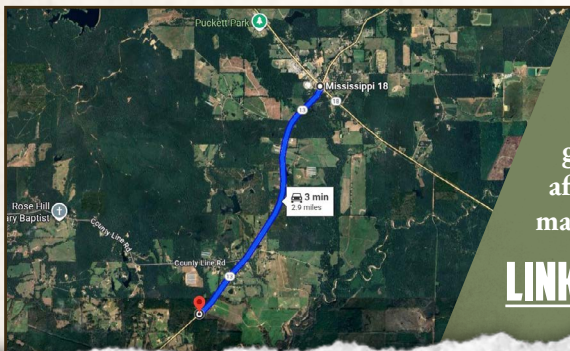 Puckett Park
Mississippi 18
18
13
3 min
2.9 miles
Rose Hill
ary Baptist
County Line Rd
County Line Rd
13
g
af
ma
LINK